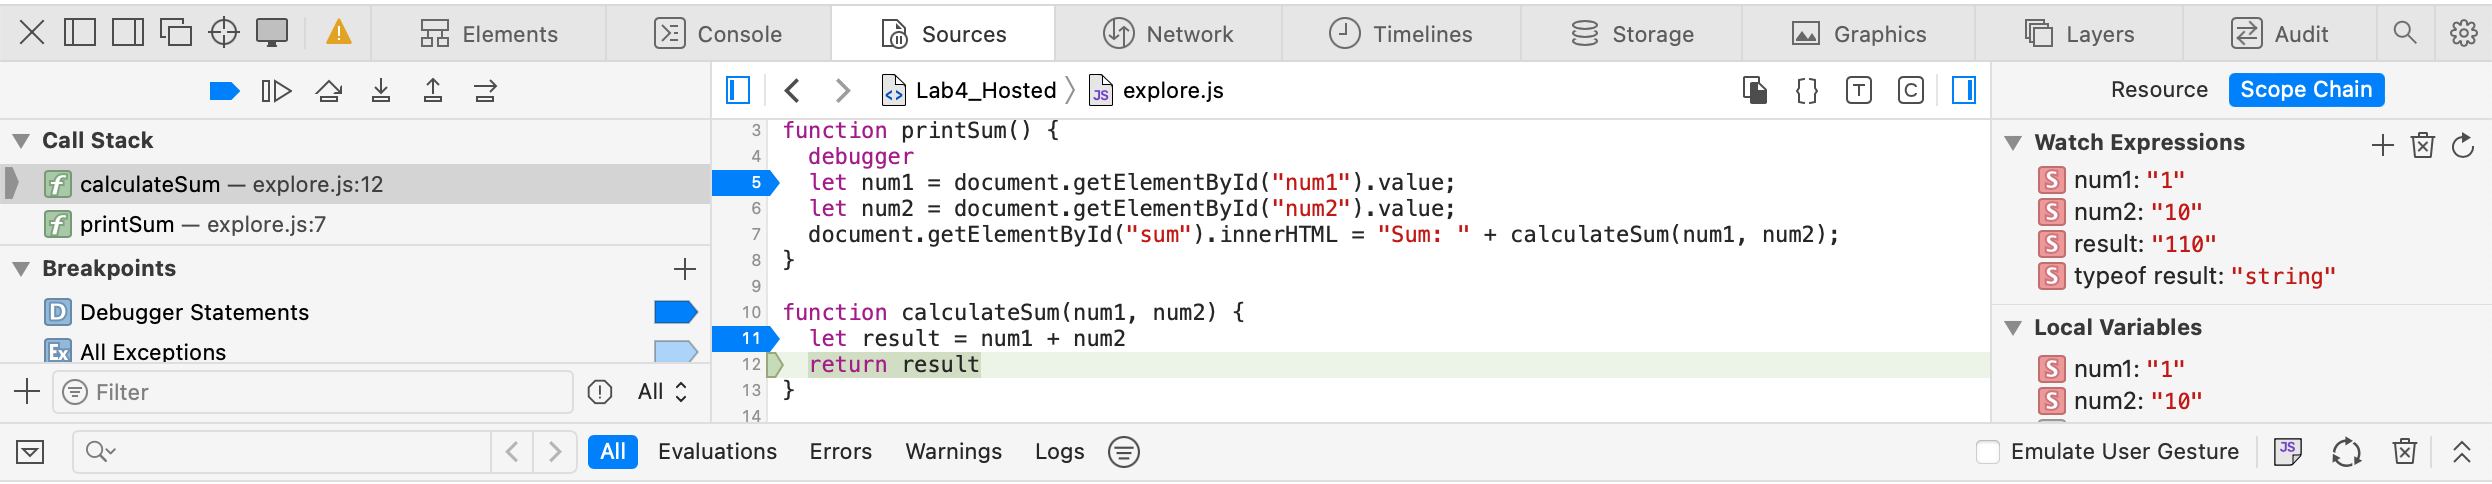 Elements Console Sources Network Timelines Storage Graphics Layers Audit
Lab4_Hosted explore.js
Resource Scope Chain
Call Stack
calculateSum — explore.js:12
printSum — explore.js:7
Breakpoints
Debugger Statements
All Exceptions
Filter
All
3 function printSum() {
4 debugger
5 let num1 = document.getElementById("num1").value;
6 let num2 = document.getElementById("num2").value;
7 document.getElementById("sum").innerHTML = "Sum: " + calculateSum(num1, num2);
8 }
9
10 function calculateSum(num1, num2) {
11 let result = num1 + num2
12 return result
13 }
14
Watch Expressions
S num1: "1"
S num2: "10"
S result: "110"
S typeof result: "string"
Local Variables
S num1: "1"
S num2: "10"
All Evaluations Errors Warnings Logs
Emulate User Gesture